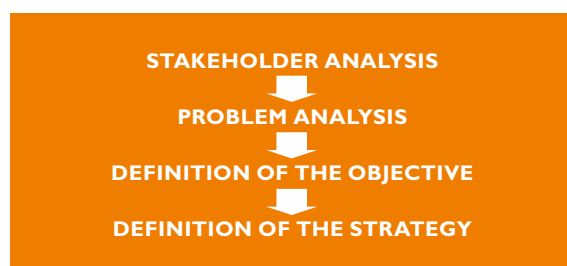 STAKEHOLDER ANALYSIS
PROBLEM ANALYSIS
DEFINITION OF THE OBJECTIVE
DEFINITION OF THE STRATEGY